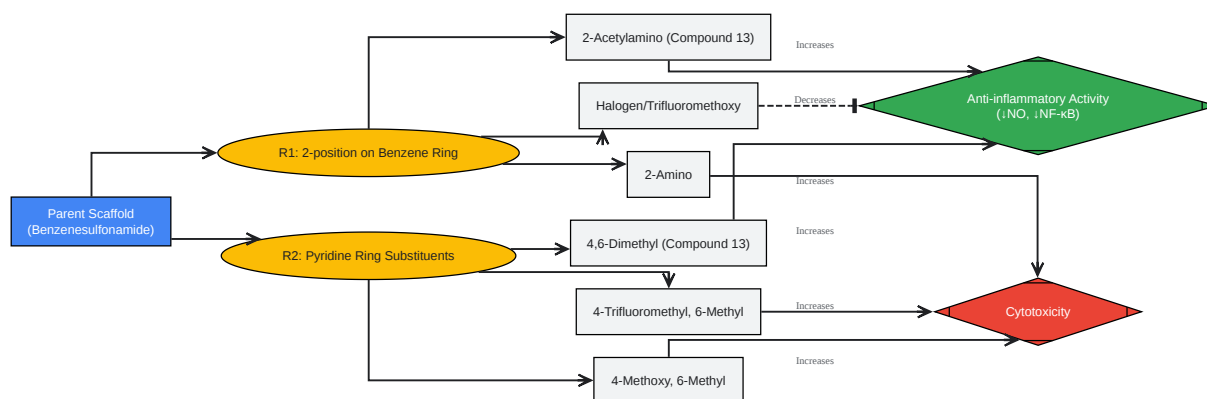 2-Acetylamino (Compound 13)
Increases
Halogen/Trifluoromethoxy
Decreases
Anti-inflammatory Activity
(↓NO, ↓NF-κB)
R1: 2-position on Benzene Ring
2-Amino
Increases
Parent Scaffold
(Benzenesulfonamide)
4,6-Dimethyl (Compound 13)
Increases
R2: Pyridine Ring Substituents
4-Trifluoromethyl, 6-Methyl
Increases
Cytotoxicity
4-Methoxy, 6-Methyl
Increases